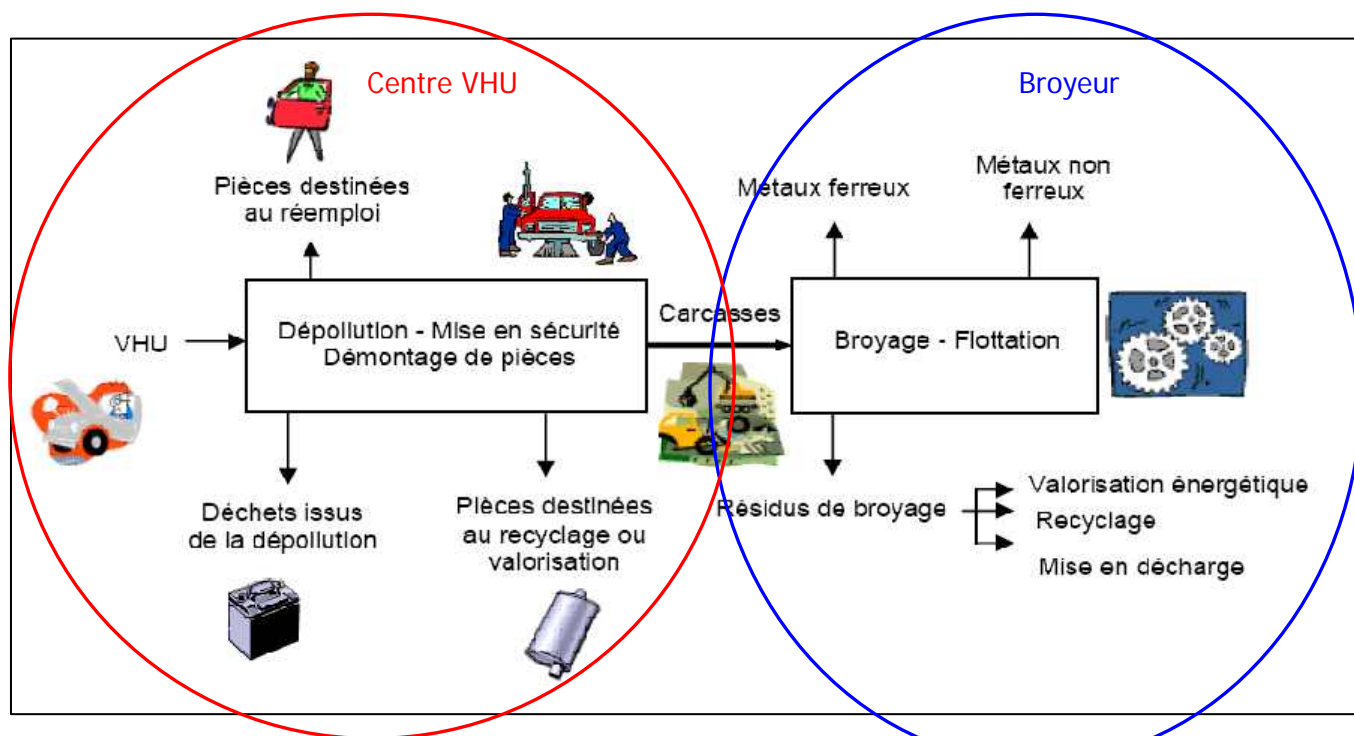 Centre VHU
Broyeur
Pièces destinées
au réemploi
Métaux ferreux
Métaux non
ferreux
VHU
Dépollution - Mise en sécurité
Démontage de pièces
Carcasses
Broyage - Flottation
Déchets issus
de la dépollution
Pièces destinées
au recyclage ou
valorisation
Résidus de broyage
Valorisation énergétique
Recyclage
Mise en décharge